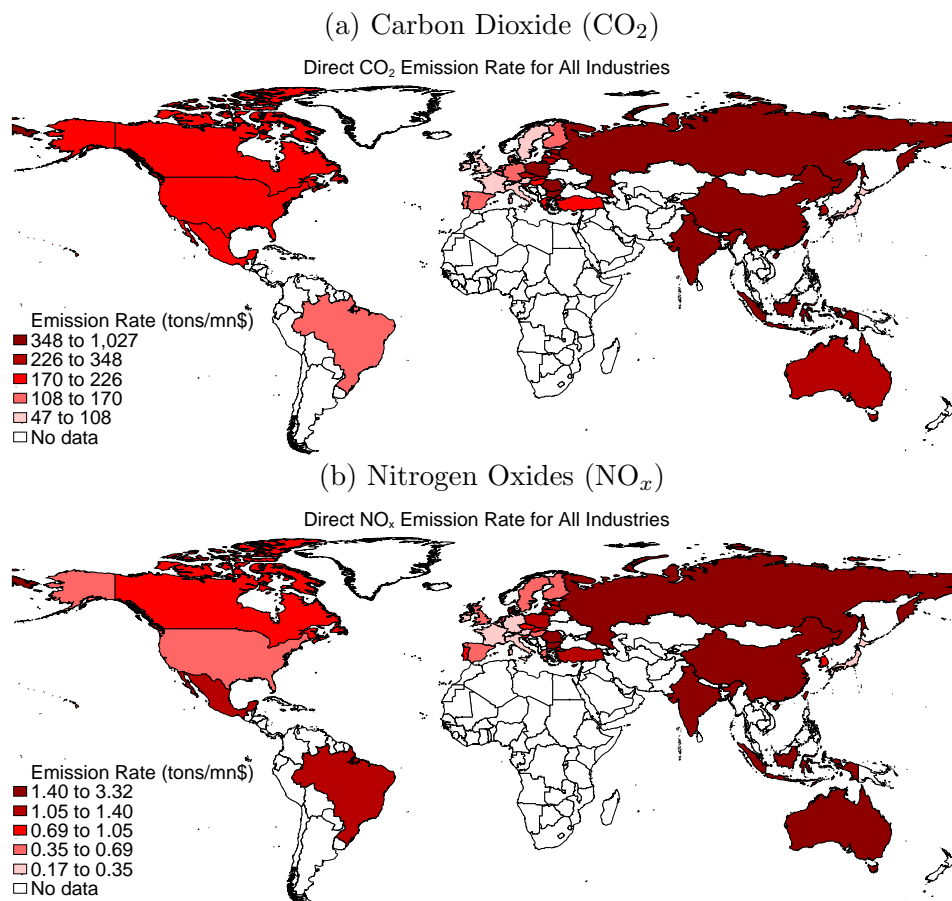 (a) Carbon Dioxide (CO₂)
Direct CO₂ Emission Rate for All Industries
Emission Rate (tons/mn$)
348 to 1,027
226 to 348
170 to 226
108 to 170
47 to 108
No data
(b) Nitrogen Oxides (NOₓ)
Direct NOₓ Emission Rate for All Industries
Emission Rate (tons/mn$)
1.40 to 3.32
1.05 to 1.40
0.69 to 1.05
0.35 to 0.69
0.17 to 0.35
No data